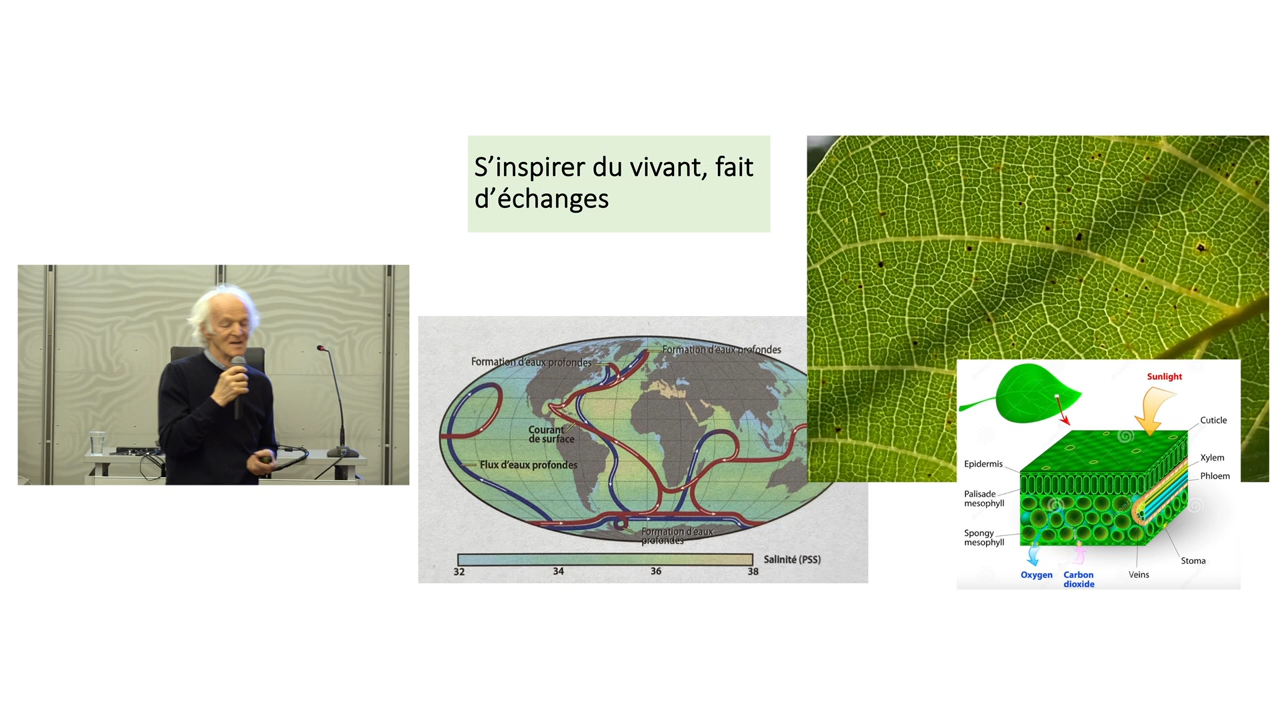 S’inspirer du vivant, fait
d’échanges
Formation d'eaux profondes
Formation d'eaux profondes
Courant
de surface
Flux d'eaux profondes
Formation d'eaux
profondes
Salinité (PSS)
32 34 36 38
Sunlight
Cuticle
Xylem
Phloem
Epidermis
Palisade
mesophyll
Spongy
mesophyll
Oxygen
Carbon
dioxide
Veins
Stoma